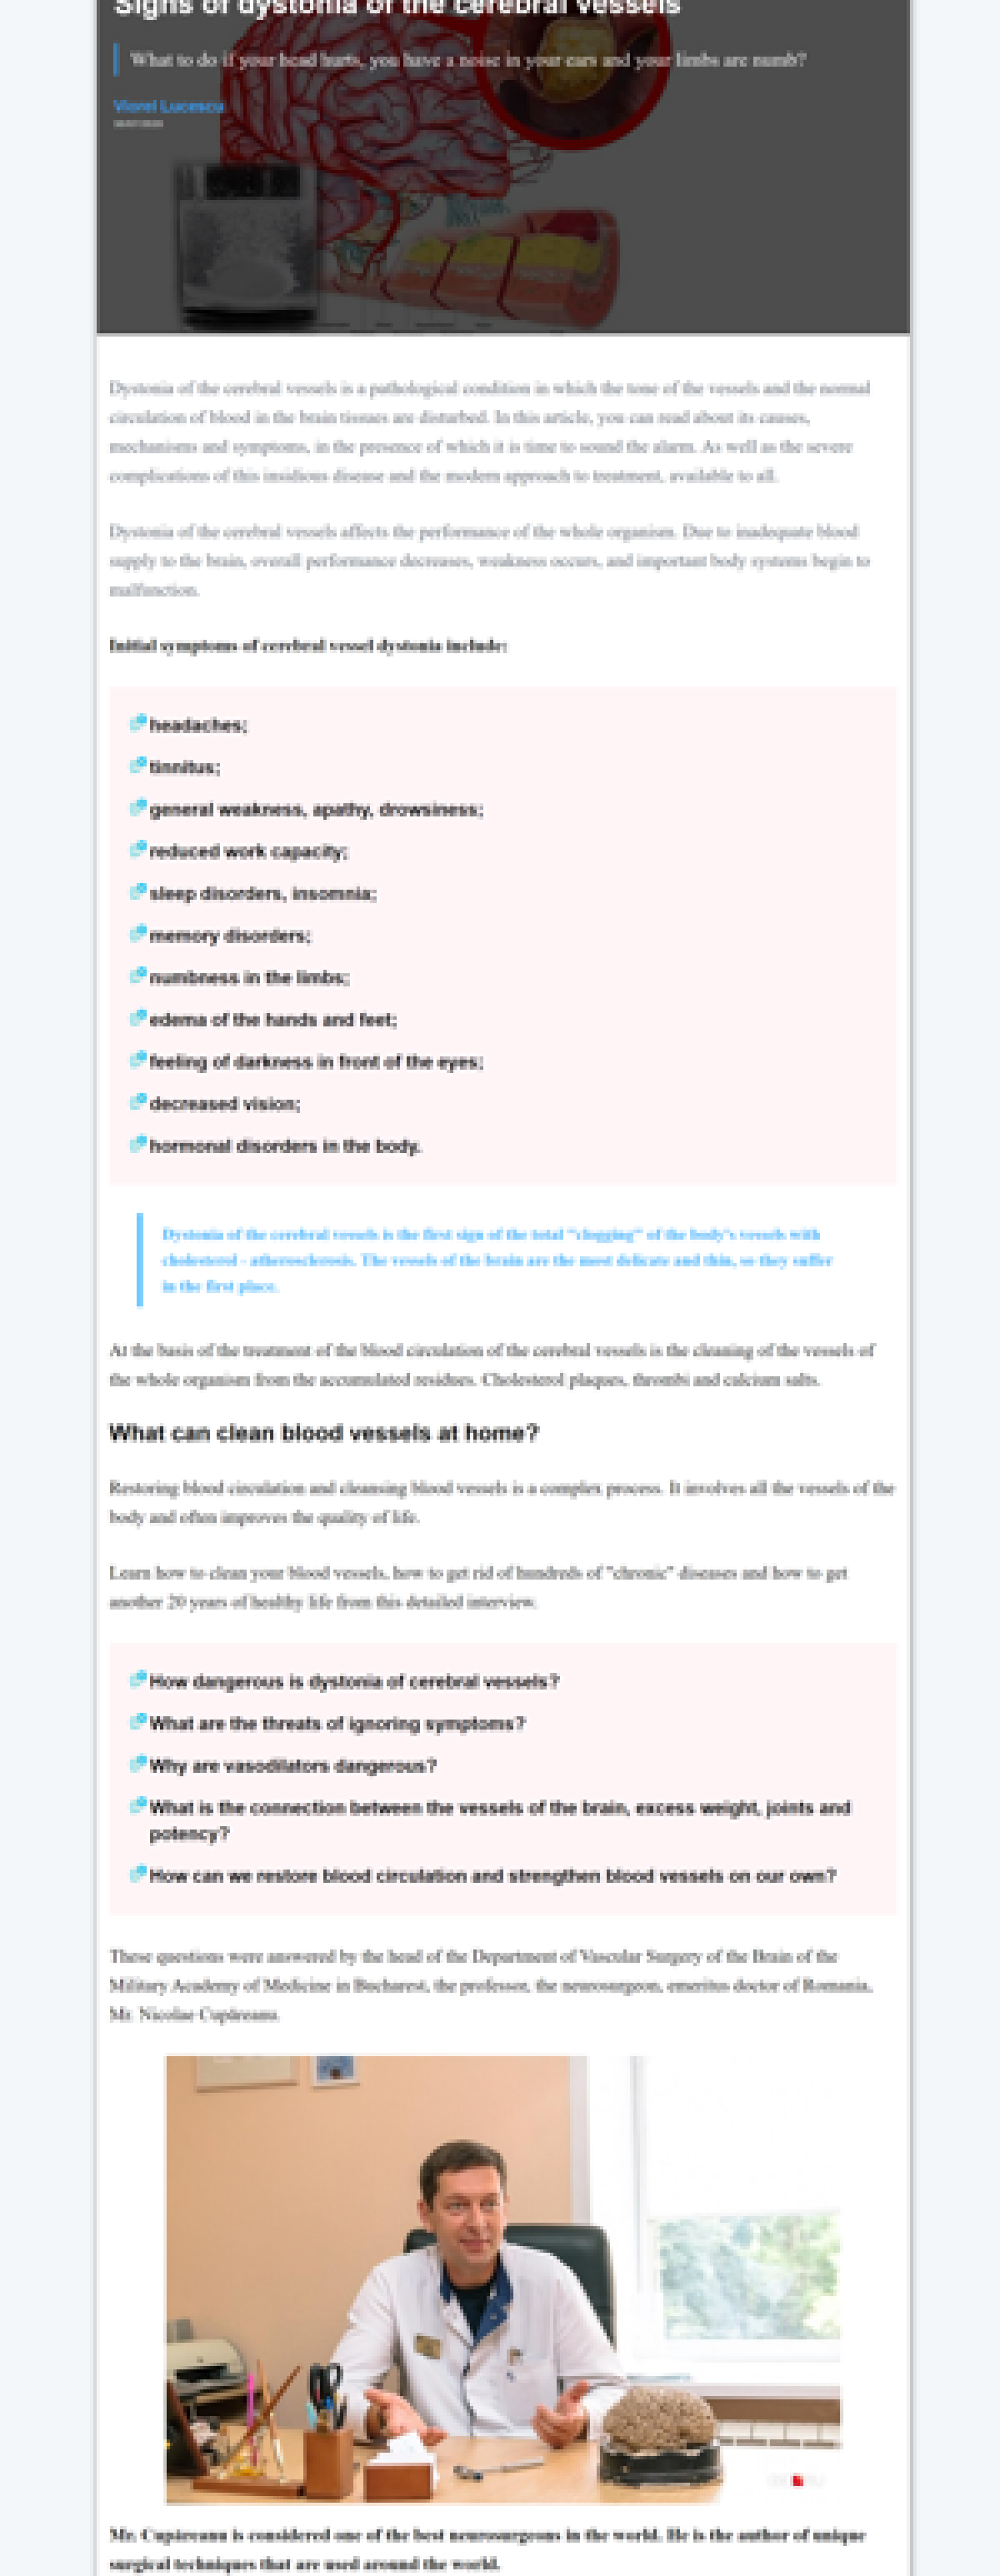 Signs of dystonia of the cerebral vessels
What to do if your head hurts, you have a noise in your ears and your limbs are numb?
Viorel Lucescu
Dystonia of the cerebral vessels is a pathological condition in which the tone of the vessels and the normal
circulation of blood in the brain tissues are disturbed. In this article, you can read about its causes,
mechanisms and symptoms, in the presence of which it is time to sound the alarm. As well as the severe
complications of this insidious disease and the modern approach to treatment, available to all.
Dystonia of the cerebral vessels affects the performance of the whole organism. Due to inadequate blood
supply to the brain, overall performance decreases, weakness occurs, and important body systems begin to
malfunction.
Initial symptoms of cerebral vessel dystonia include:
headaches;
tinnitus;
general weakness, apathy, drowsiness;
reduced work capacity;
sleep disorders, insomnia;
memory disorders;
numbness in the limbs;
edema of the hands and feet;
feeling of darkness in front of the eyes;
decreased vision;
hormonal disorders in the body.
Dystonia of the cerebral vessels is the first sign of the total "clogging" of the body's vessels with
cholesterol - atherosclerosis. The vessels of the brain are the most delicate and thin, so they suffer
in the first place.
At the basis of the treatment of the blood circulation of the cerebral vessels is the cleaning of the vessels of
the whole organism from the accumulated residues. Cholesterol plaques, thrombi and calcium salts.
What can clean blood vessels at home?
Restoring blood circulation and cleansing blood vessels is a complex process. It involves all the vessels of the
body and often improves the quality of life.
Learn how to clean your blood vessels, how to get rid of hundreds of "chronic" diseases and how to get
another 20 years of healthy life from this detailed interview.
How dangerous is dystonia of cerebral vessels?
What are the threats of ignoring symptoms?
Why are vasodilators dangerous?
What is the connection between the vessels of the brain, excess weight, joints and
potency?
How can we restore blood circulation and strengthen blood vessels on our own?
These questions were answered by the head of the Department of Vascular Surgery of the Brain of the
Military Academy of Medicine in Bucharest, the professor, the neurosurgeon, emeritus doctor of Romania,
Mr. Nicolae Cupăreanu.
Mr. Cupăreanu is considered one of the best neurosurgeons in the world. He is the author of unique
surgical techniques that are used around the world.